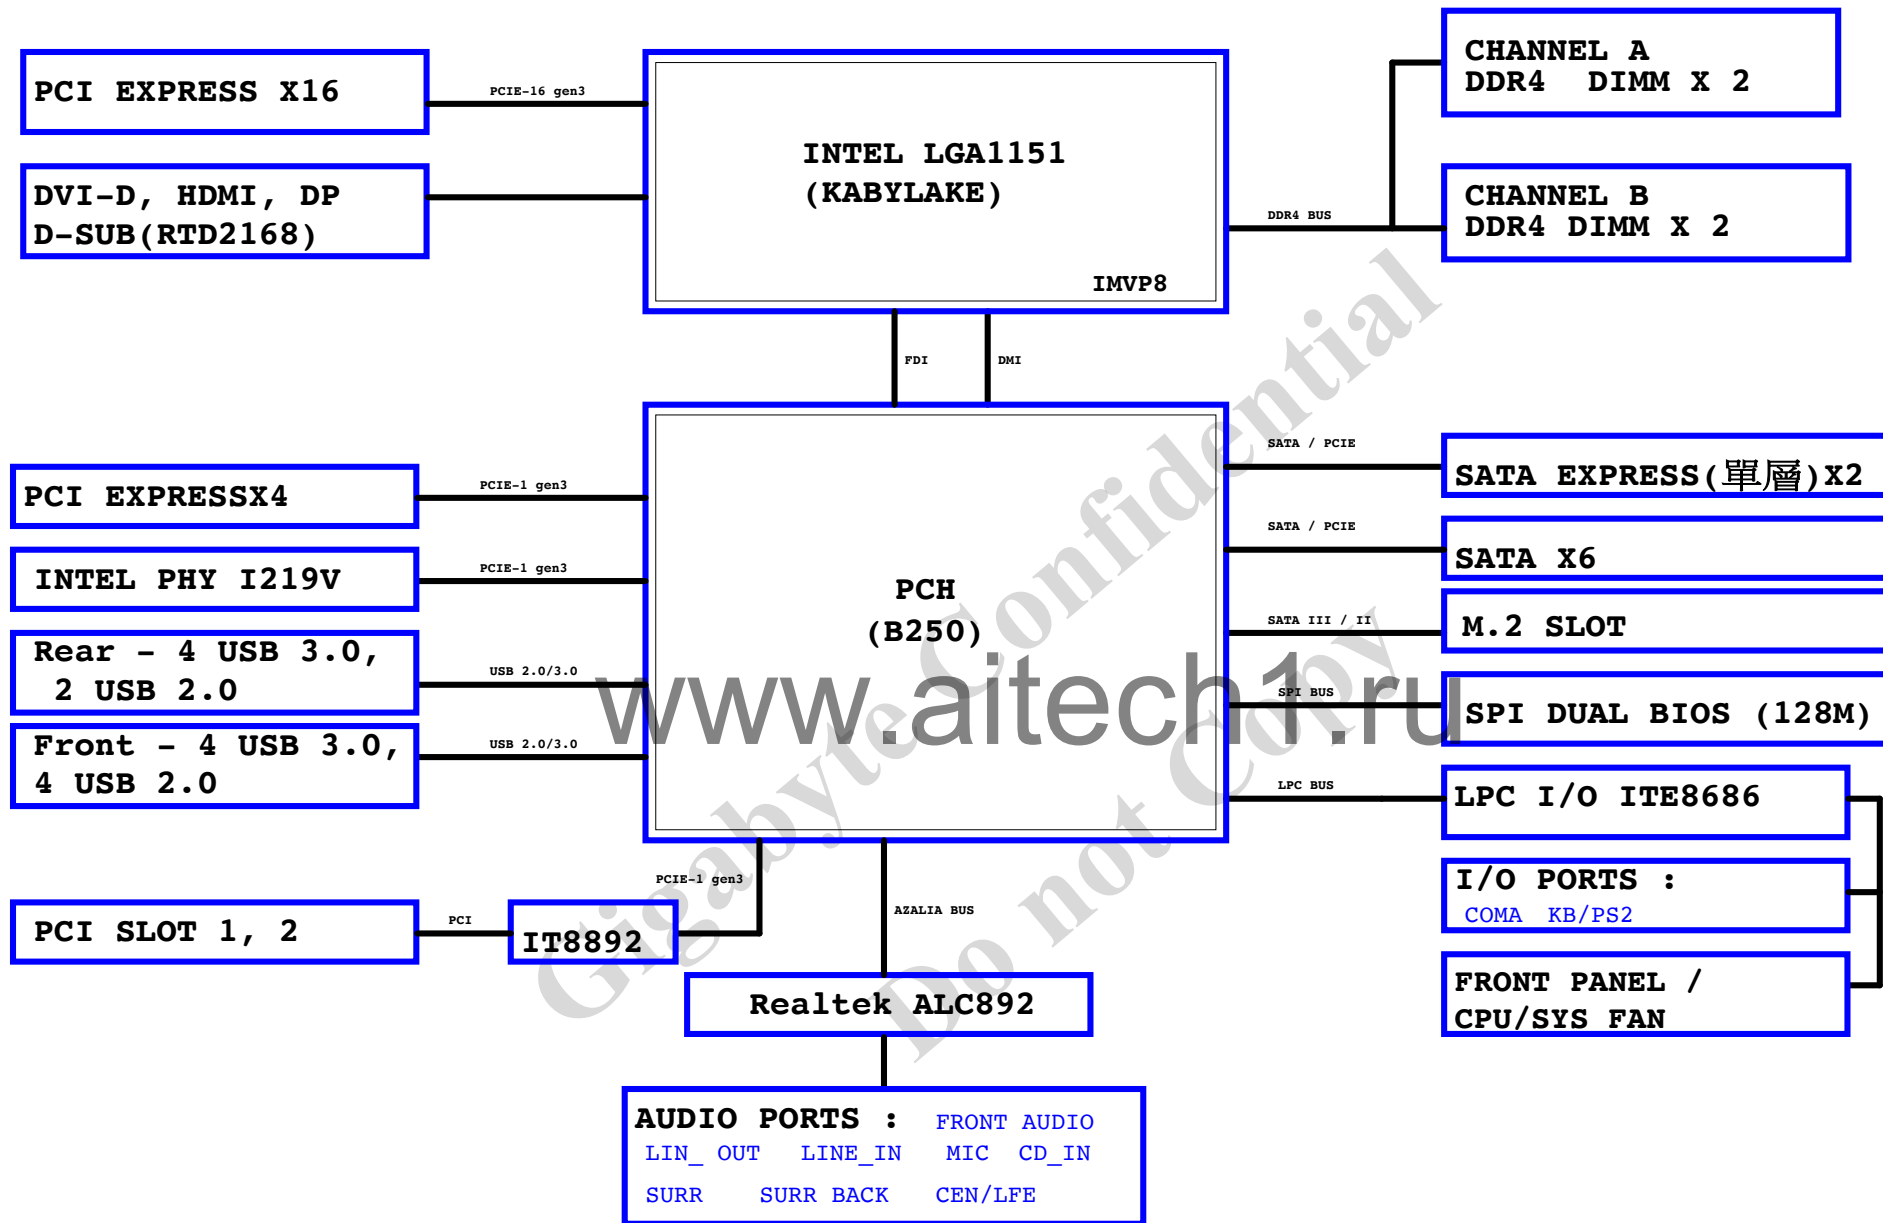 PCI EXPRESS X16
PCIE-16 gen3
DVI-D, HDMI, DP
D-SUB(RTD2168)
INTEL LGA1151
(KABYLAKE)
IMVP8
CHANNEL A
DDR4 DIMM X 2
DDR4 BUS
CHANNEL B
DDR4 DIMM X 2
FDI
DMI
PCI EXPRESSX4
PCIE-1 gen3
INTEL PHY I219V
PCIE-1 gen3
Rear - 4 USB 3.0,
2 USB 2.0
USB 2.0/3.0
Front - 4 USB 3.0,
4 USB 2.0
USB 2.0/3.0
PCH
(B250)
SATA / PCIE
SATA EXPRESS(單層)X2
SATA / PCIE
SATA X6
SATA III / II
M.2 SLOT
SPI BUS
SPI DUAL BIOS (128M)
LPC BUS
LPC I/O ITE8686
I/O PORTS :
COMA KB/PS2
FRONT PANEL /
CPU/SYS FAN
PCI SLOT 1, 2
PCI
IT8892
PCIE-1 gen3
AZALIA BUS
Realtek ALC892
AUDIO PORTS : FRONT AUDIO
LIN_ OUT LINE_IN MIC CD_IN
SURR SURR BACK CEN/LFE
Gigabyte Confidential
Do not Copy
www.aitech1.ru